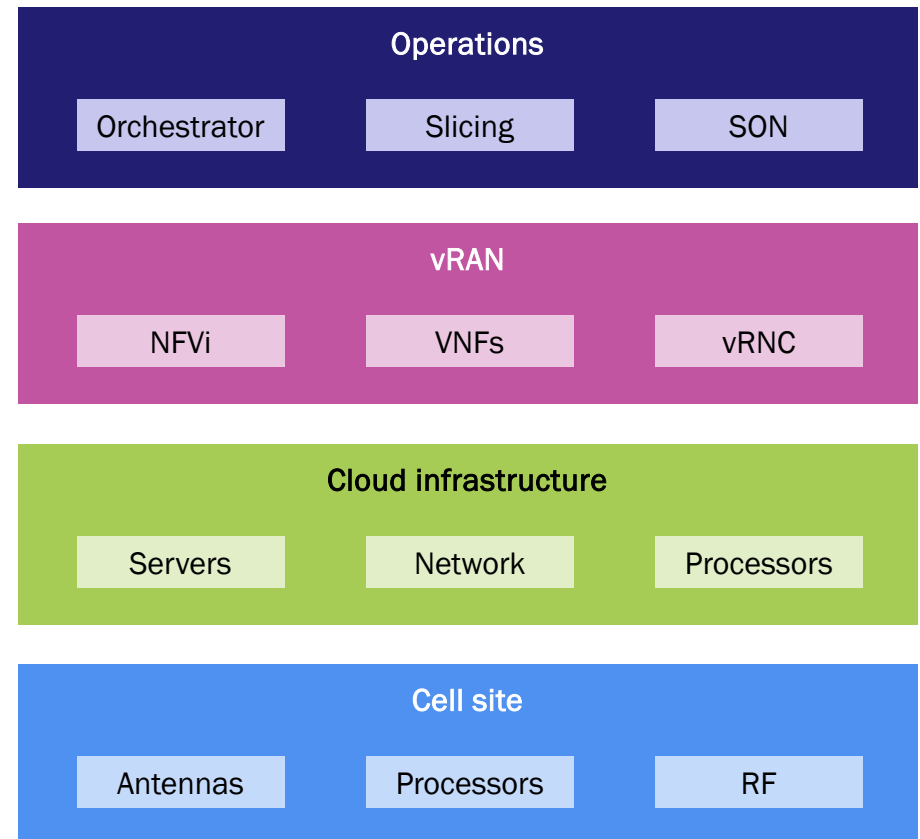 Operations
Orchestrator Slicing SON
vRAN
NFVi VNFs vRNC
Cloud infrastructure
Servers Network Processors
Cell site
Antennas Processors RF